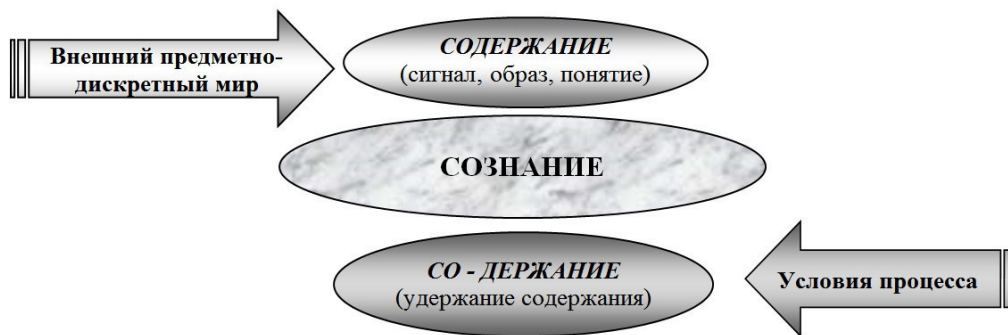 СОДЕРЖАНИЕ
(сигнал, образ, понятие)
Внешний предметно-
дискретный мир
СОЗНАНИЕ
СО - ДЕРЖАНИЕ
(удержание содержания)
Условия процесса